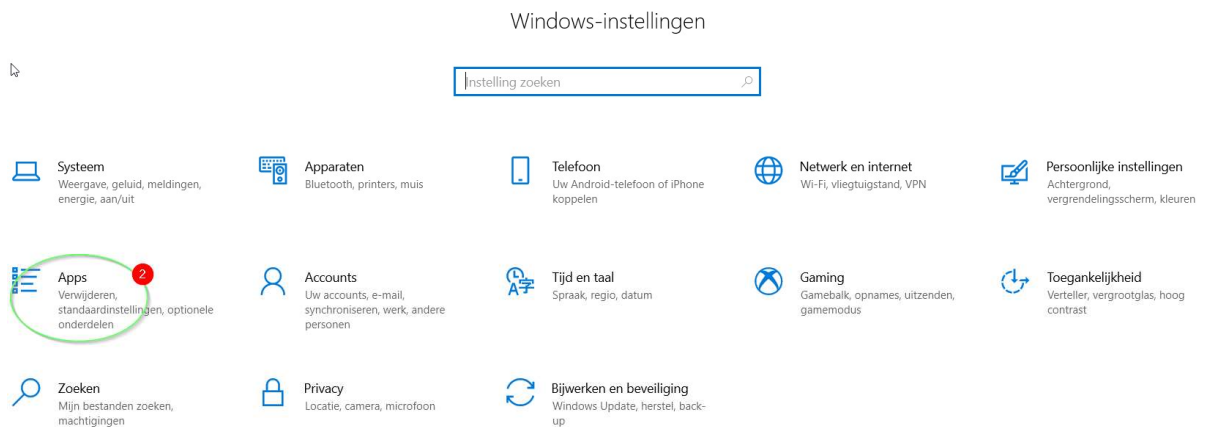 Windows-instellingen
Instelling zoeken
Systeem
Weergave, geluid, meldingen,
energie, aan/uit
Apparaten
Bluetooth, printers, muis
Telefoon
Uw Android-telefoon of iPhone
koppelen
Netwerk en internet
Wi-Fi, vliegtuigstand, VPN
Persoonlijke instellingen
Achtergrond,
vergrendelingsscherm, kleuren
Apps
2
Verwijderen,
standaardinstellingen, optionele
onderdelen
Accounts
Uw accounts, e-mail,
synchroniseren, werk, andere
personen
Tijd en taal
Spraak, regio, datum
Gaming
Gamebalk, opnames, uitzenden,
gamemodus
Toegankelijkheid
Verteller, vergrootglas, hoog
contrast
Zoeken
Mijn bestanden zoeken,
machtigingen
Privacy
Locatie, camera, microfoon
Bijwerken en beveiliging
Windows Update, herstel, back-
up